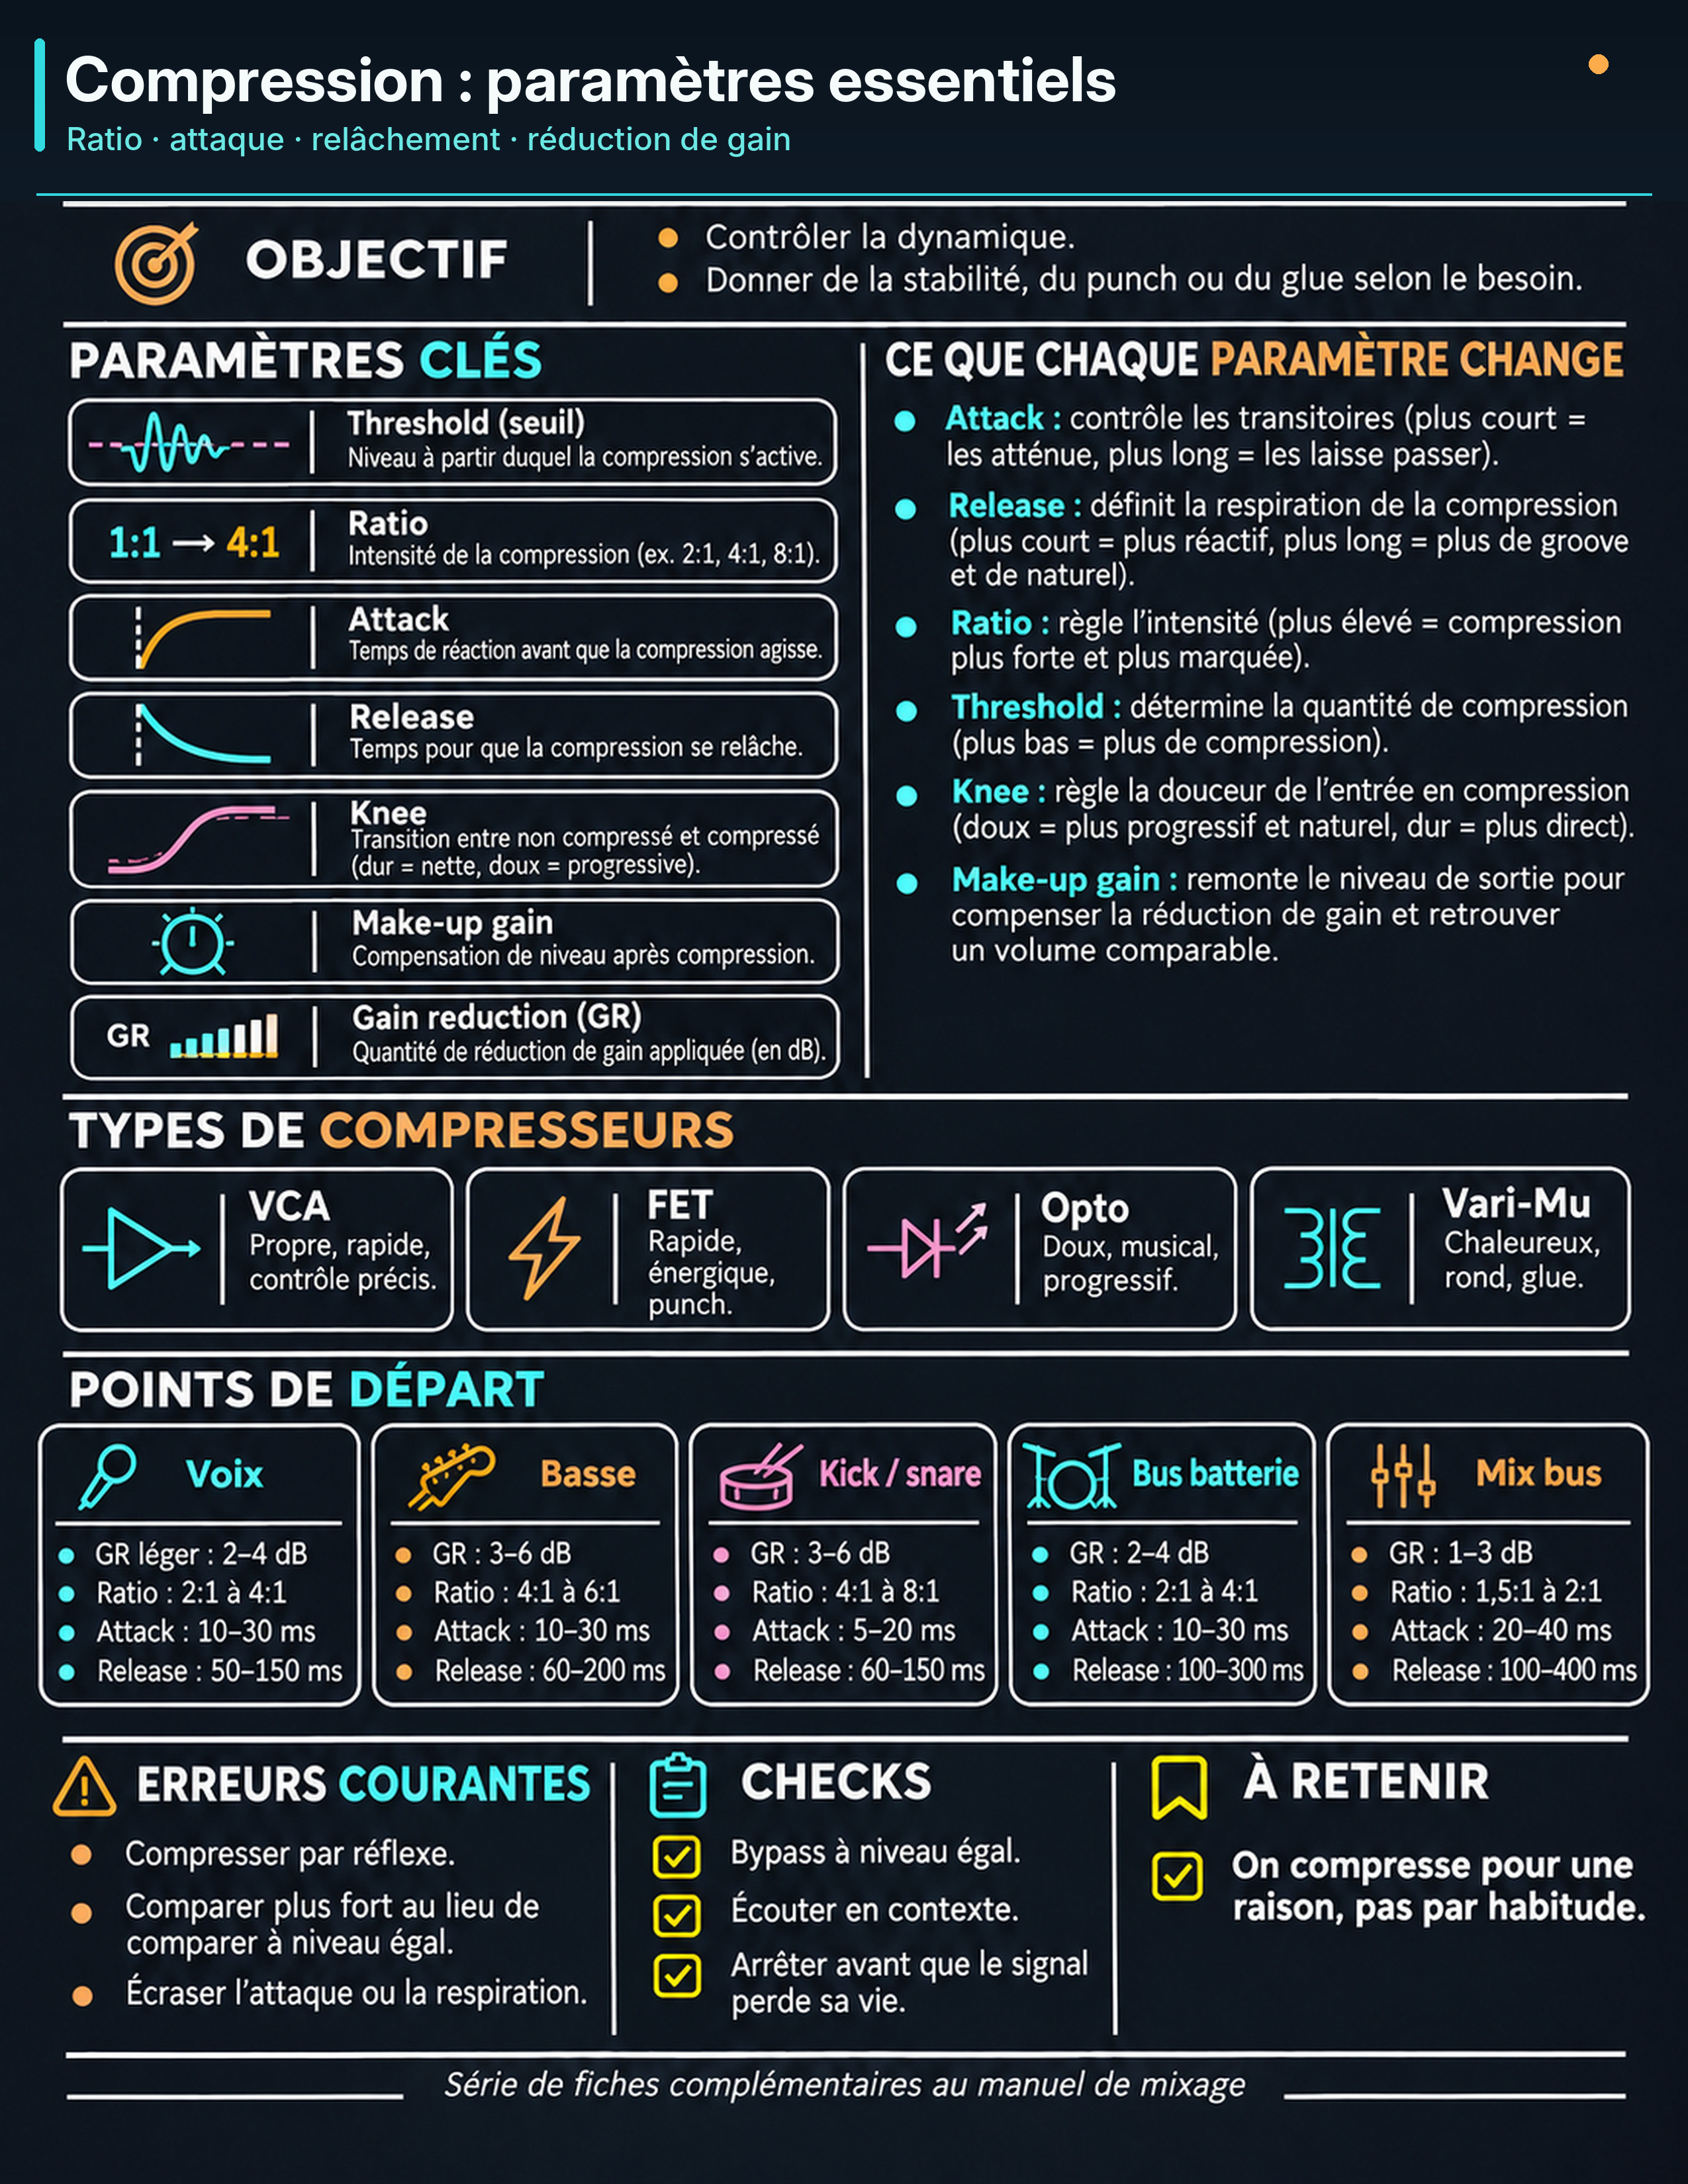 Compression : paramètres essentiels
Ratio · attaque · relâchement · réduction de gain
OBJECTIF
Contrôler la dynamique.
Donner de la stabilité, du punch ou du glue selon le besoin.
PARAMÈTRES CLÉS
Threshold (seuil)
Niveau à partir duquel la compression s'active.
1:1 → 4:1
Ratio
Intensité de la compression (ex. 2:1, 4:1, 8:1).
Attack
Temps de réaction avant que la compression agisse.
Release
Temps pour que la compression se relâche.
Knee
Transition entre non compressé et compressé
(dur = nette, doux = progressive).
Make-up gain
Compensation de niveau après compression.
GR
Gain reduction (GR)
Quantité de réduction de gain appliquée (en dB).
CE QUE CHAQUE PARAMÈTRE CHANGE
Attack : contrôle les transitoires (plus court =
les atténue, plus long = les laisse passer).
Release : définit la respiration de la compression
(plus court = plus réactif, plus long = plus de groove
et de naturel).
Ratio : règle l'intensité (plus élevé = compression
plus forte et plus marquée).
Threshold : détermine la quantité de compression
(plus bas = plus de compression).
Knee : règle la douceur de l'entrée en compression
(doux = plus progressif et naturel, dur = plus direct).
Make-up gain : remonte le niveau de sortie pour
compenser la réduction de gain et retrouver
un volume comparable.
TYPES DE COMPRESSEURS
VCA
Propre, rapide,
contrôle précis.
FET
Rapide,
énergique,
punch.
Opto
Doux, musical,
progressif.
Vari-Mu
Chaleureux,
rond, glue.
POINTS DE DÉPART
Voix
GR léger : 2–4 dB
Ratio : 2:1 à 4:1
Attack : 10–30 ms
Release : 50–150 ms
Basse
GR : 3–6 dB
Ratio : 4:1 à 6:1
Attack : 10–30 ms
Release : 60–200 ms
Kick / snare
GR : 3–6 dB
Ratio : 4:1 à 8:1
Attack : 5–20 ms
Release : 60–150 ms
Bus batterie
GR : 2–4 dB
Ratio : 2:1 à 4:1
Attack : 10–30 ms
Release : 100–300 ms
Mix bus
GR : 1–3 dB
Ratio : 1,5:1 à 2:1
Attack : 20–40 ms
Release : 100–400 ms
ERREURS COURANTES
Compresser par réflexe.
Comparer plus fort au lieu de
comparer à niveau égal.
Écraser l'attaque ou la respiration.
CHECKS
Bypass à niveau égal.
Écouter en contexte.
Arrêter avant que le signal
perde sa vie.
À RETENIR
On compresse pour une
raison, pas par habitude.
Série de fiches complémentaires au manuel de mixage